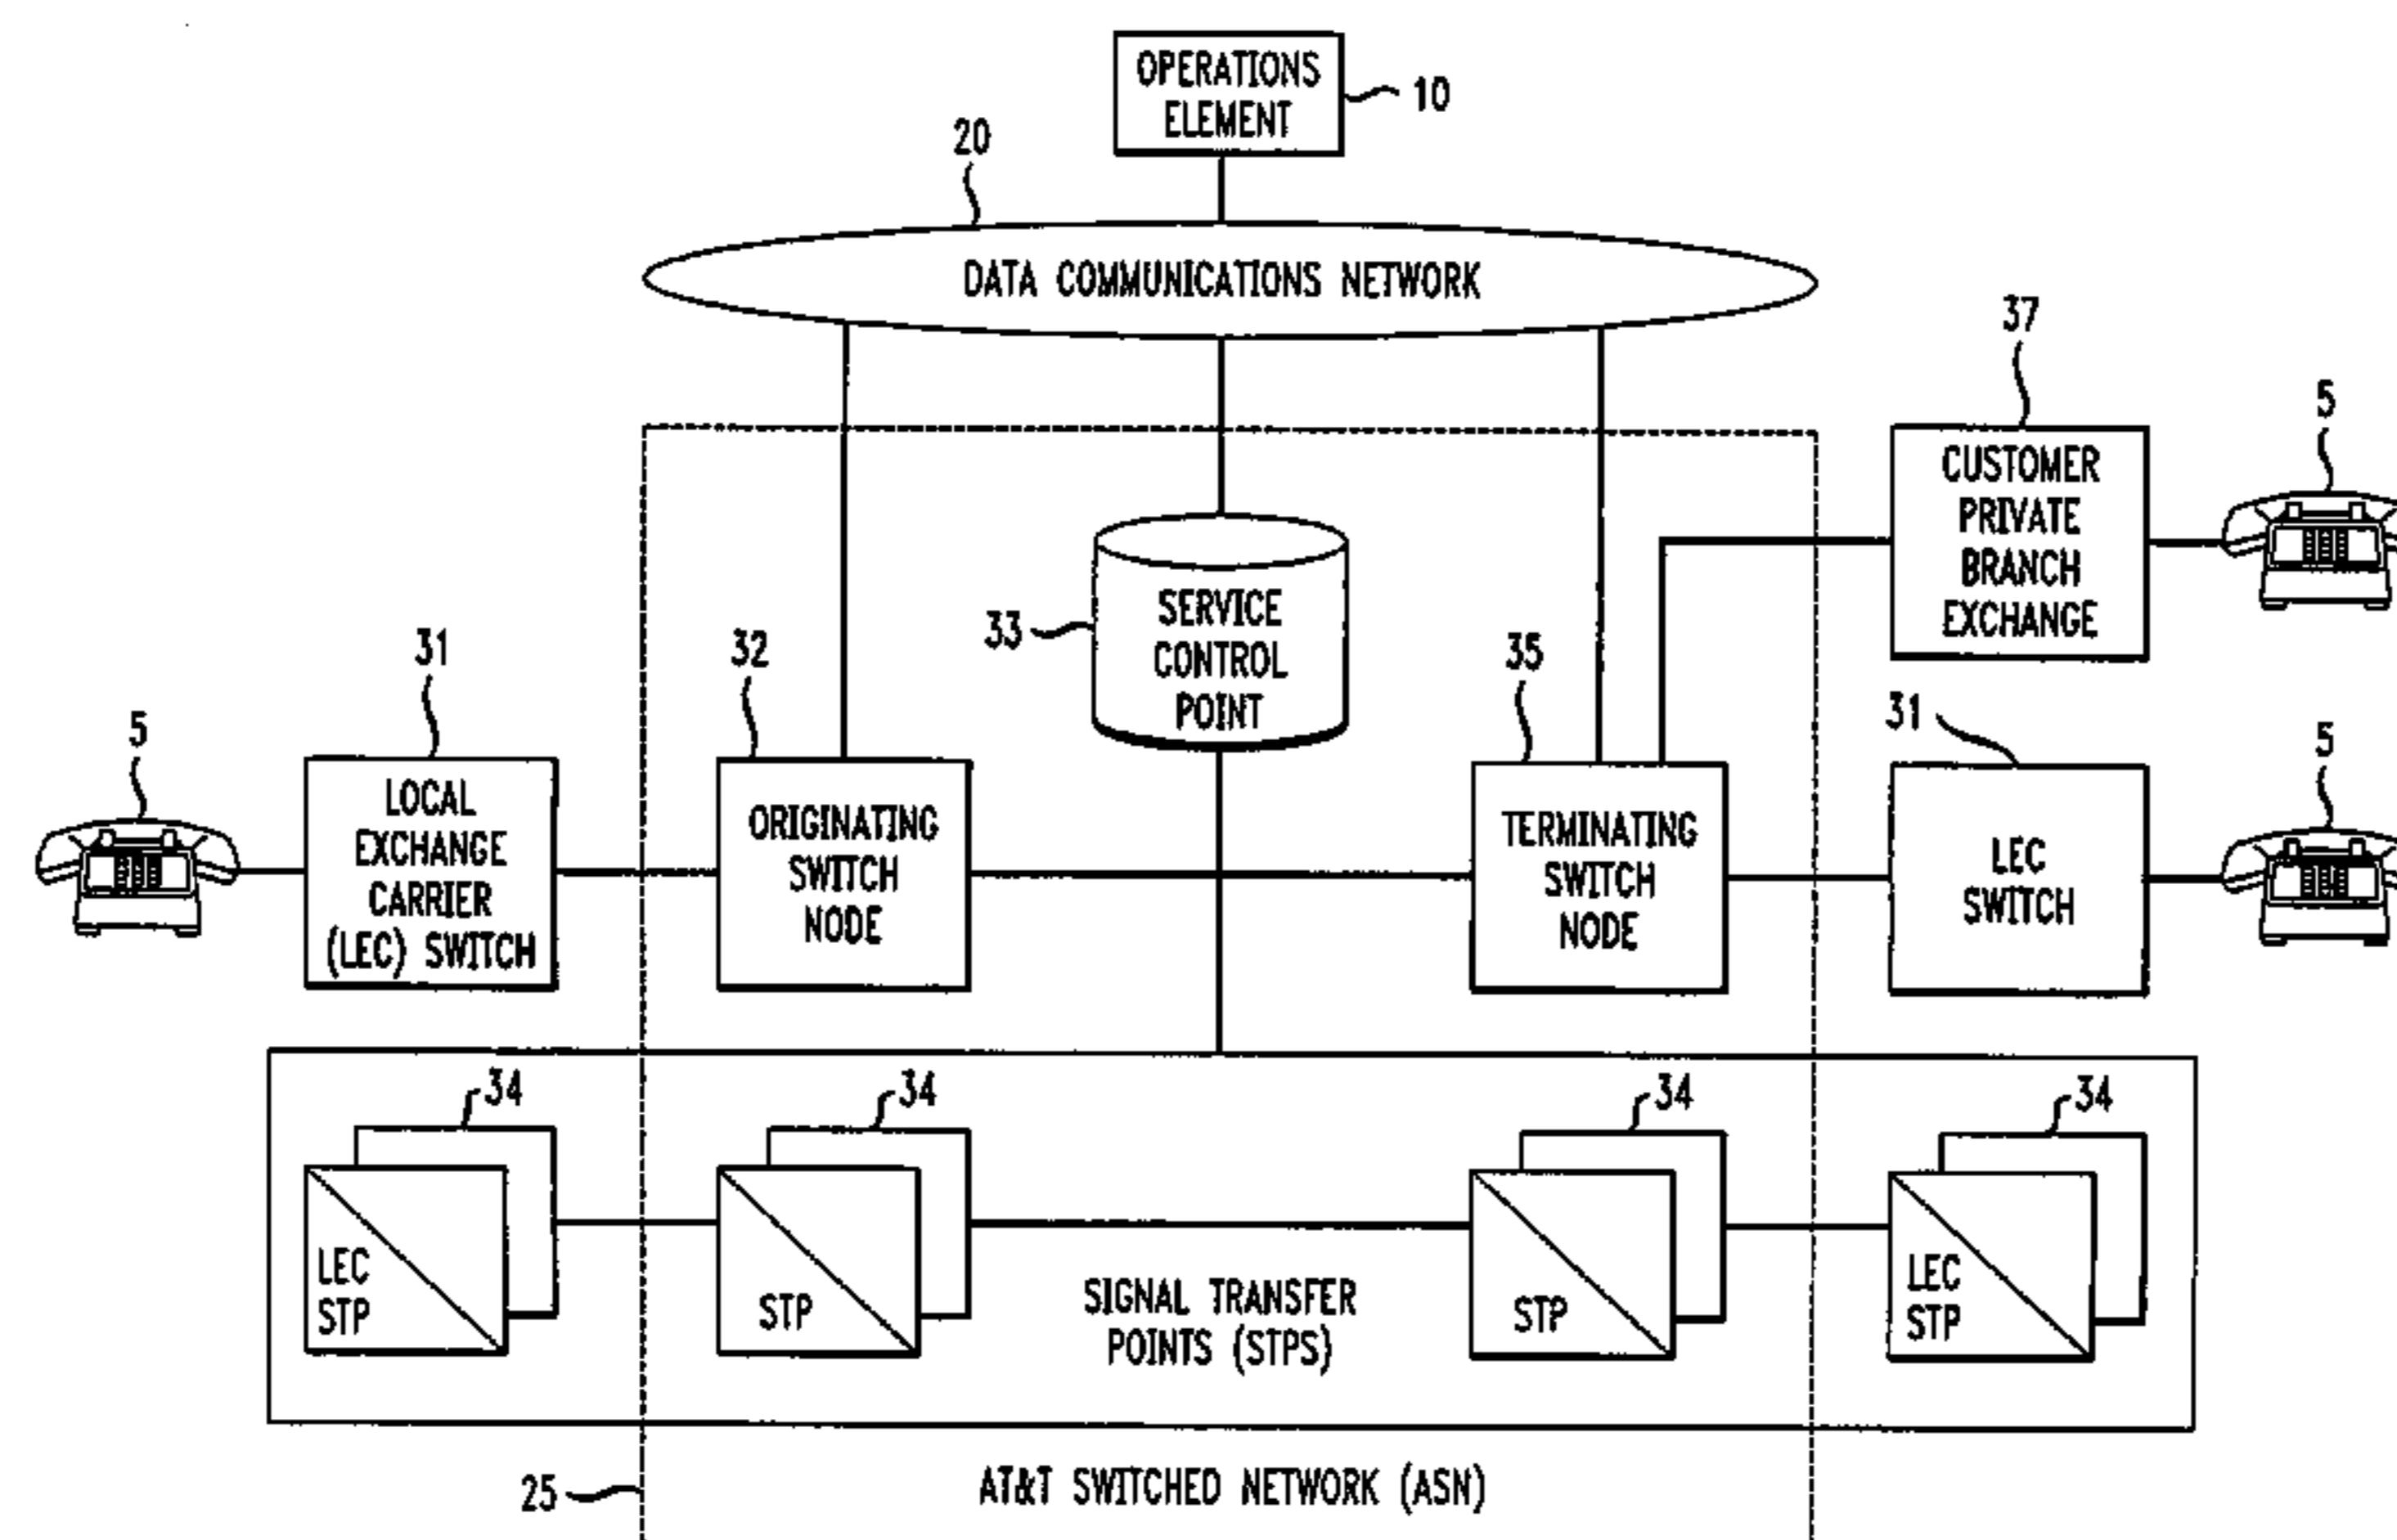 OPERATIONS
ELEMENT
10
20
DATA COMMUNICATIONS NETWORK
37
5
CUSTOMER
PRIVATE
BRANCH
EXCHANGE
33
SERVICE
CONTROL
POINT
31
32
35
31
5
5
LOCAL
EXCHANGE
CARRIER
(LEC) SWITCH
ORIGINATING
SWITCH
NODE
TERMINATING
SWITCH
NODE
LEC
SWITCH
34
34
34
34
LEC
STP
STP
SIGNAL TRANSFER
POINTS (STPS)
STP
LEC
STP
25
AT&T SWITCHED NETWORK (ASN)